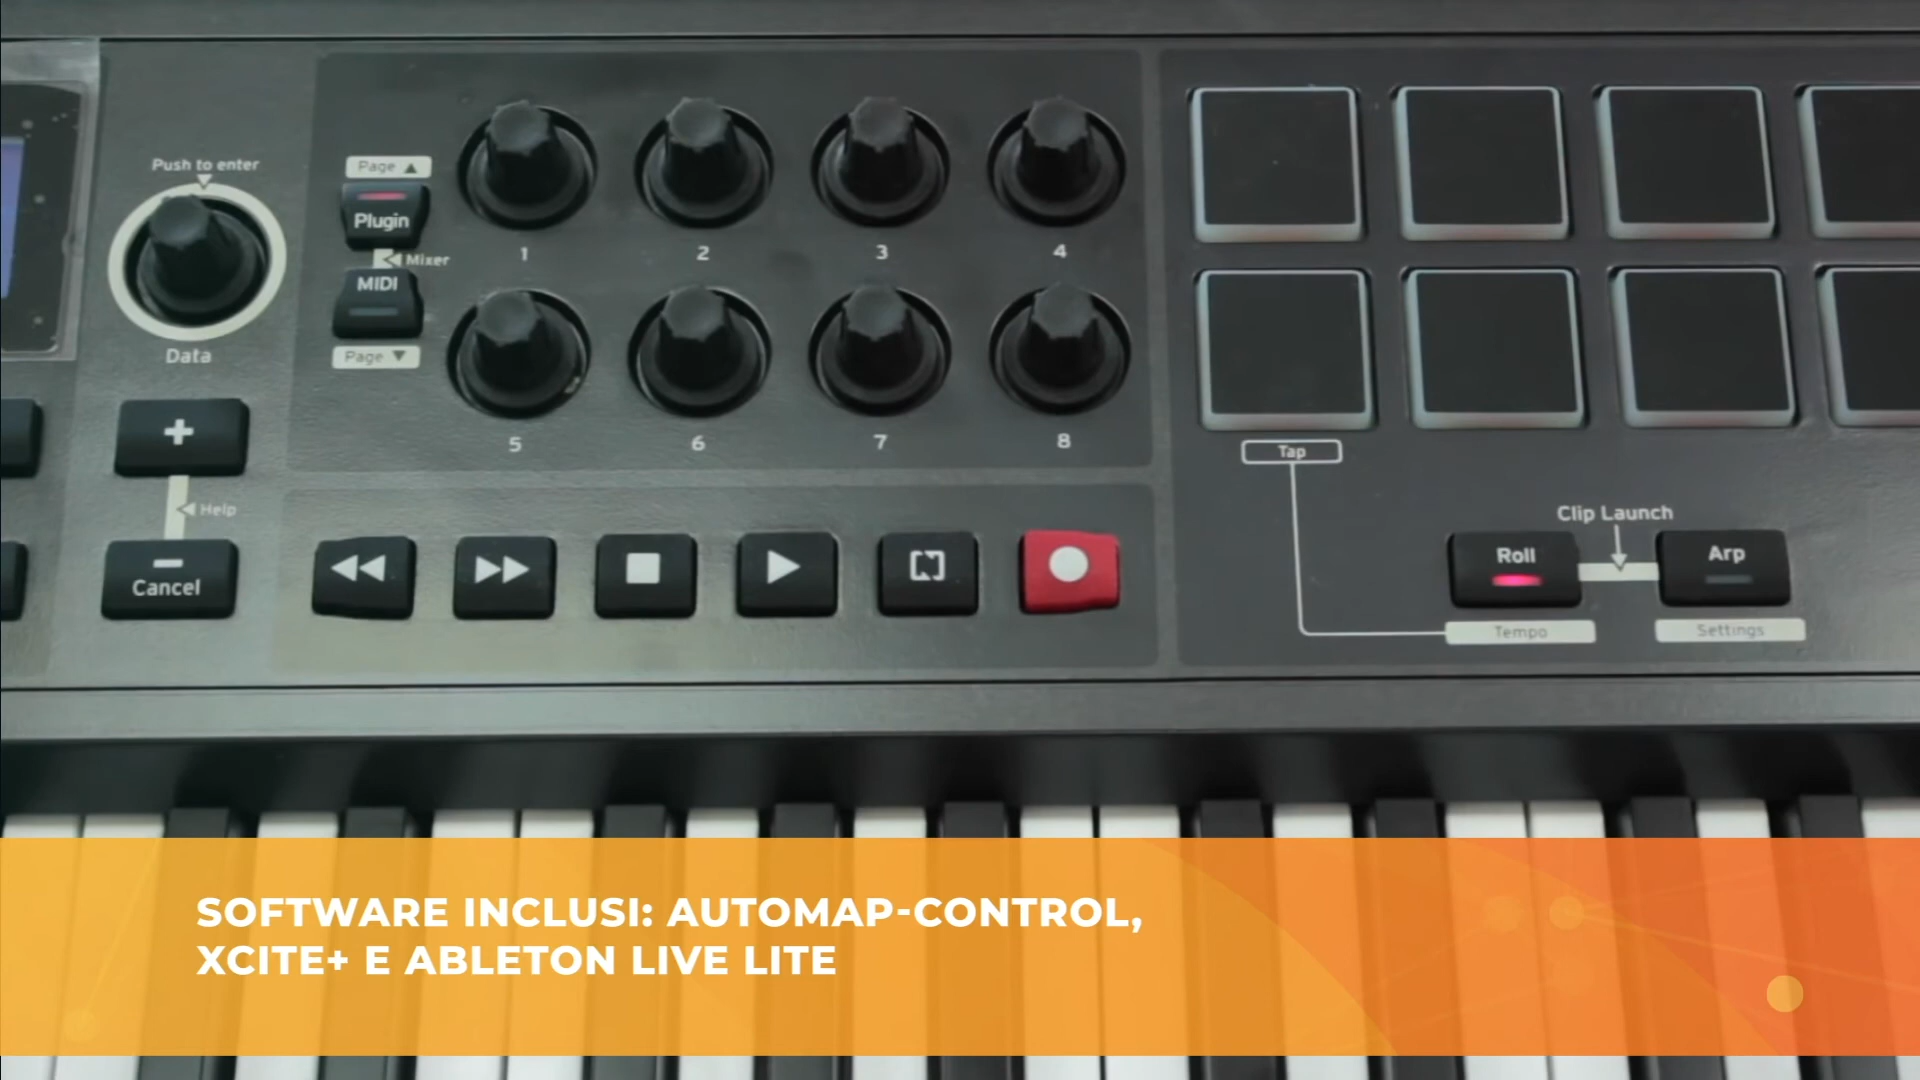 Push to enter
Data
+
Help
−
Cancel
Page ▲
Plugin
Mixer
MIDI
Page ▼
1
2
3
4
5
6
7
8
Tap
Clip Launch
Roll
Arp
Tempo
Settings
SOFTWARE INCLUSI: AUTOMAP-CONTROL,
XCITE+ E ABLETON LIVE LITE